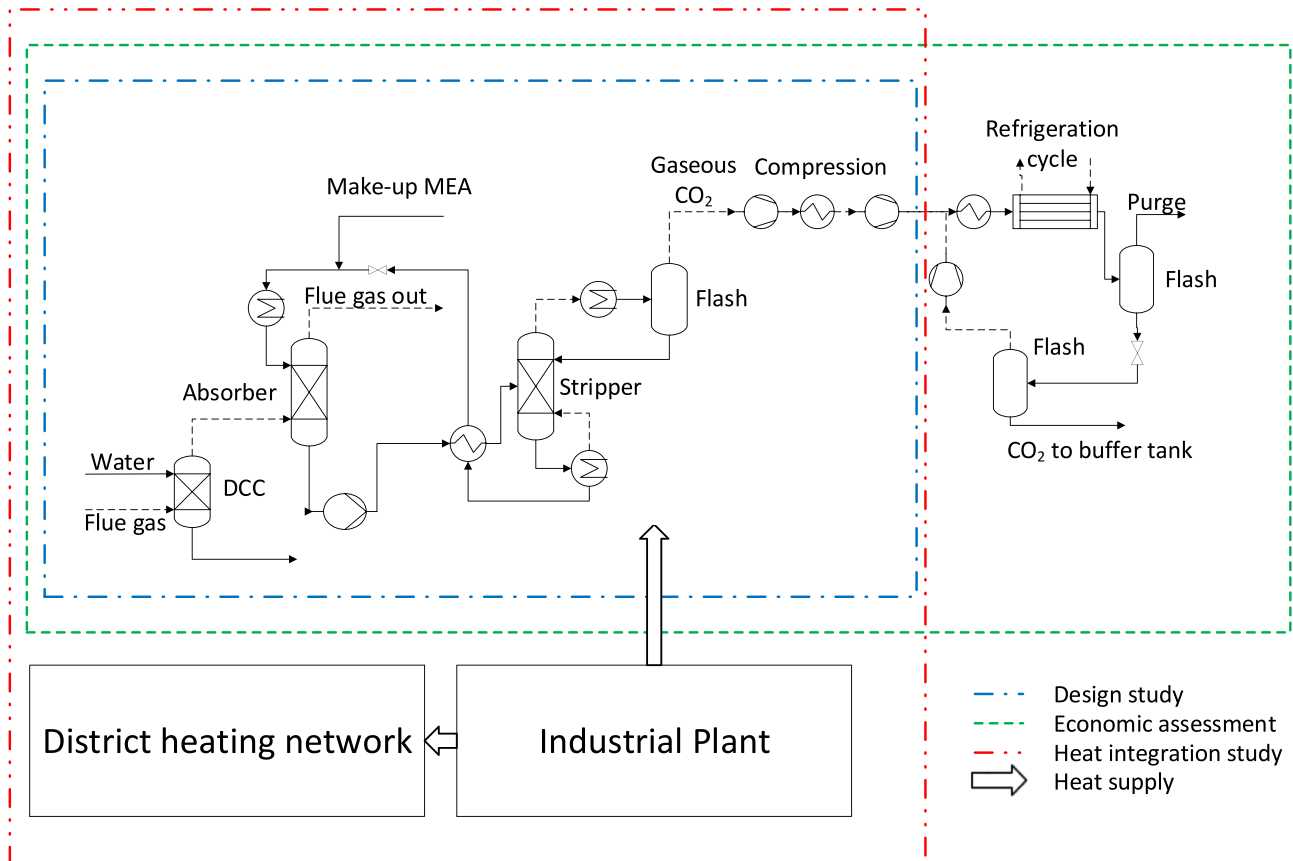 Refrigeration
cycle
Gaseous
CO₂
Compression
Make-up MEA
Purge
Flue gas out
Flash
Flash
Flash
Absorber
Stripper
Water
DCC
Flue gas
CO₂ to buffer tank
District heating network
Industrial Plant
Design study
Economic assessment
Heat integration study
Heat supply